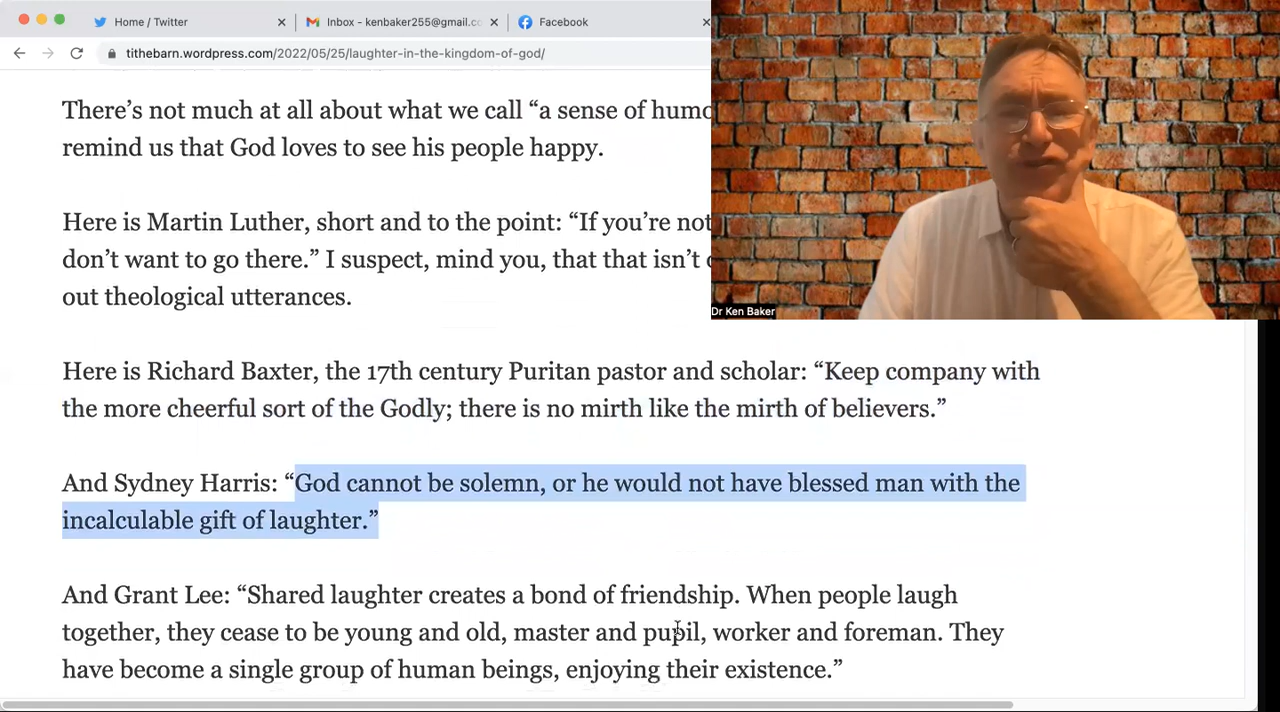 Home / Twitter
Inbox - kenbaker255@gmail.cc
Facebook
tithebarn.wordpress.com/2022/05/25/laughter-in-the-kingdom-of-god/
There’s not much at all about what we call “a sense of humo
remind us that God loves to see his people happy.
Here is Martin Luther, short and to the point: “If you’re not
don’t want to go there.” I suspect, mind you, that that isn’t
out theological utterances.
Dr Ken Baker
Here is Richard Baxter, the 17th century Puritan pastor and scholar: “Keep company with
the more cheerful sort of the Godly; there is no mirth like the mirth of believers.”
And Sydney Harris: “God cannot be solemn, or he would not have blessed man with the
incalculable gift of laughter.”
And Grant Lee: “Shared laughter creates a bond of friendship. When people laugh
together, they cease to be young and old, master and pupil, worker and foreman. They
have become a single group of human beings, enjoying their existence.”